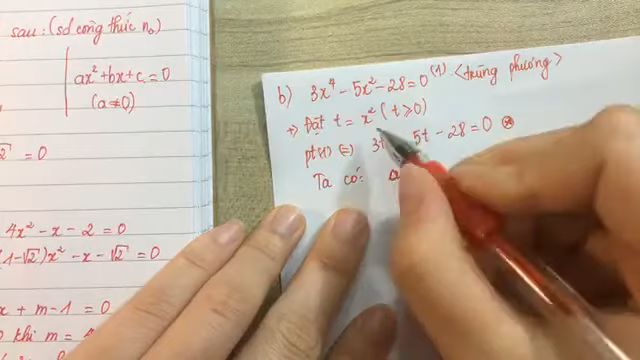 sau: (sd công thức n₀)
ax² + bx + c = 0
(a ≠ 0)
= 0
4x² - x - 2 = 0
(1-√2)x² - x - √2 = 0
x + m - 1 = 0
khi m =
b) 3x⁴ - 5x² - 28 = 0 (1) <trùng phương>
+) Đặt t = x² (t ≥ 0)
pt(1) (=) 5t - 28 = 0 ⊛
Ta có: a